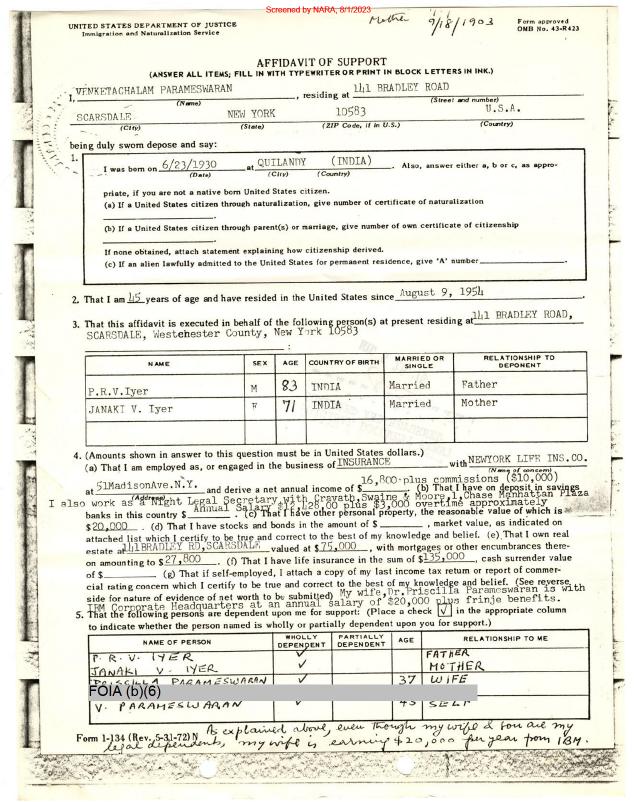 Screened by NARA, 8/1/2023
Mother 9/18/1903
UNITED STATES DEPARTMENT OF JUSTICE
Immigration and Naturalization Service
Form approved
OMB No. 43-R423
AFFIDAVIT OF SUPPORT
(ANSWER ALL ITEMS; FILL IN WITH TYPEWRITER OR PRINT IN BLOCK LETTERS IN INK.)
I, VENKETACHALAM PARAMESWARAN, residing at 141 BRADLEY ROAD
(Name) (Street and number)
SCARSDALE NEW YORK 10583 U.S.A.
(City) (State) (ZIP Code, if in U.S.) (Country)
being duly sworn depose and say:
1.
I was born on 6/23/1930 at QUILANDY (INDIA) Also, answer either a, b or c, as appro-
(Date) (City) (Country)
priate, if you are not a native born United States citizen.
(a) If a United States citizen through naturalization, give number of certificate of naturalization
(b) If a United States citizen through parent(s) or marriage, give number of own certificate of citizenship
If none obtained, attach statement explaining how citizenship derived.
(c) If an alien lawfully admitted to the United States for permanent residence, give 'A' number
2. That I am 45 years of age and have resided in the United States since August 9, 1954.
3. That this affidavit is executed in behalf of the following person(s) at present residing at 141 BRADLEY ROAD,
SCARSDALE, Westchester County, New York 10583
:
NAME SEX AGE COUNTRY OF BIRTH MARRIED OR SINGLE RELATIONSHIP TO DEPONENT
P.R.V.Iyer M 83 INDIA Married Father
JANAKI V. Iyer F 71 INDIA Married Mother
4. (Amounts shown in answer to this question must be in United States dollars.)
(a) That I am employed as, or engaged in the business of INSURANCE with NEWYORK LIFE INS.CO.
(Name of concern)
at 51MadisonAve.N.Y. and derive a net annual income of $ 16,800-plus commssions ($10,000) (b) That I have on deposit in savings
(Address)
I also work as a Night Legal Secretary with Cravath,Swaine & Moore,1,Chase Manhattan Plaza
Annual Salary $12,428,00 plus $3,000 overtime approximately
banks in this country $ . (c) That I have other personal property, the reasonable value of which is
$20,000 . (d) That I have stocks and bonds in the amount of $ , market value, as indicated on
attached list which I certify to be true and correct to the best of my knowledge and belief. (e) That I own real
estate at 141BRADLEY RD,SCARSDALE valued at $ 75,000 , with mortgages or other encumbrances there-
on amounting to $ 27,800 . (f) That I have life insurance in the sum of $135,000 , cash surrender value
of $ (g) That if self-employed, I attach a copy of my last income tax return or report of commer-
cial rating concern which I certify to be true and correct to the best of my knowledge and belief. (See reverse
side for nature of evidence of net worth to be submitted) My wife,Dr,Priscilla Parameswaran is with
IBM Corporate Headquarters at an annual salary of $20,000 plus frinje benefits.
5. That the following persons are dependent upon me for support: (Place a check [√] in the appropriate column
to indicate whether the person named is wholly or partially dependent upon you for support.)
NAME OF PERSON WHOLLY DEPENDENT PARTIALLY DEPENDENT AGE RELATIONSHIP TO ME
P. R. V. IYER ✓ FATHER
JANAKI V. IYER ✓ MOTHER
PRISCILLA PARAMESWARAN 37 WIFE
FOIA (b)(6)
V. PARAMESWARAN ✓ 45 SELF
Form I-134 (Rev. 5-31-72) N As explained above, even though my wife & son are my
legal dependents, my wife is earning $20,000 per year from IBM.